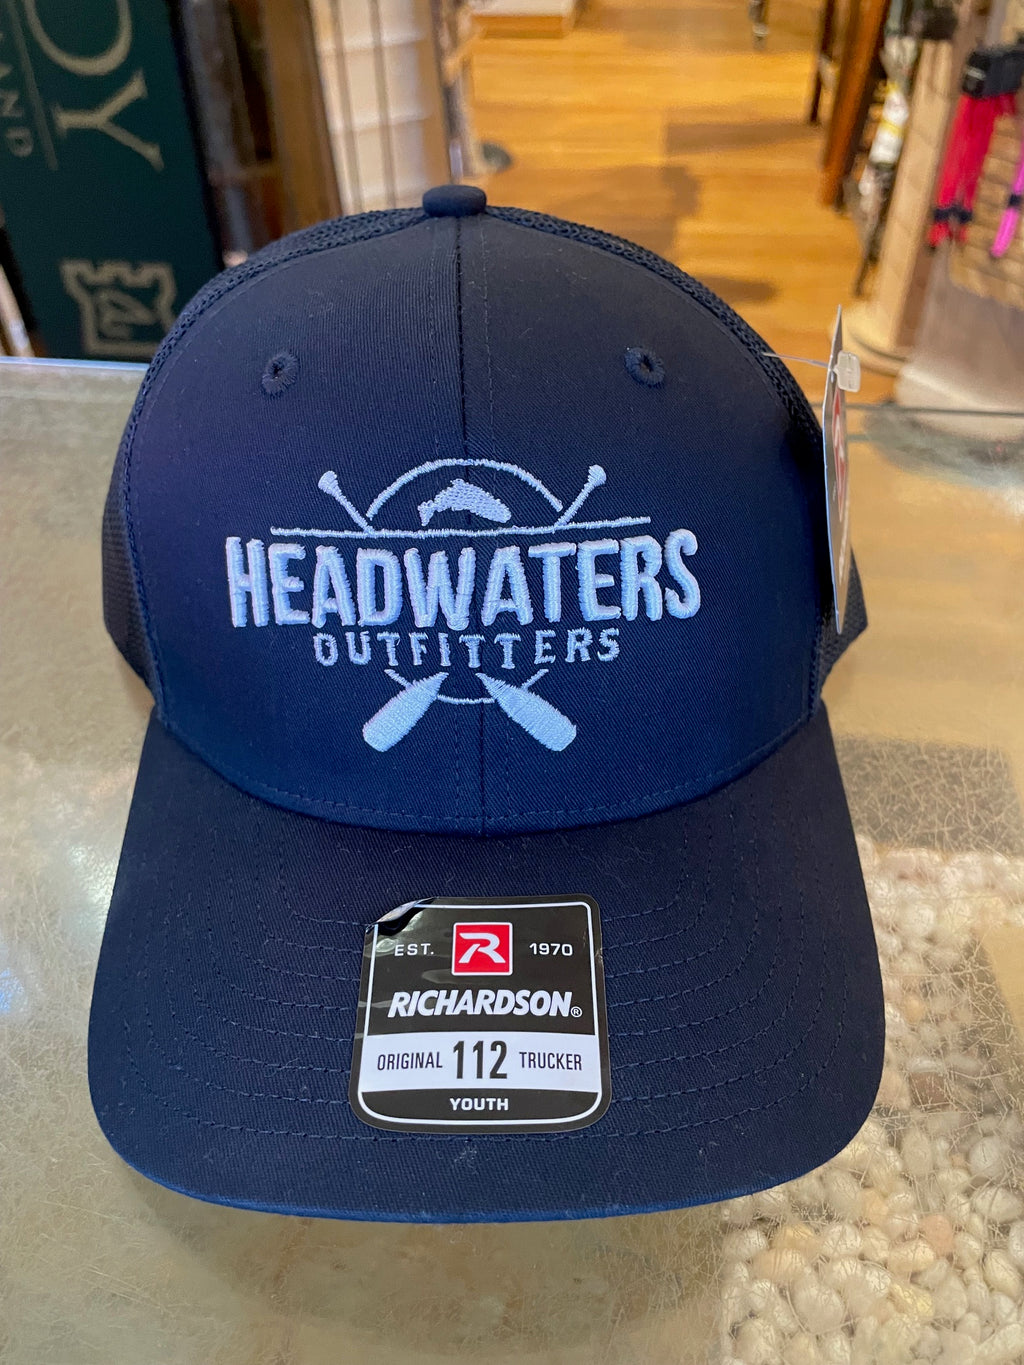 HEADWATERS
OUTFITTERS
EST. R 1970
RICHARDSON®
ORIGINAL 112 TRUCKER
YOUTH